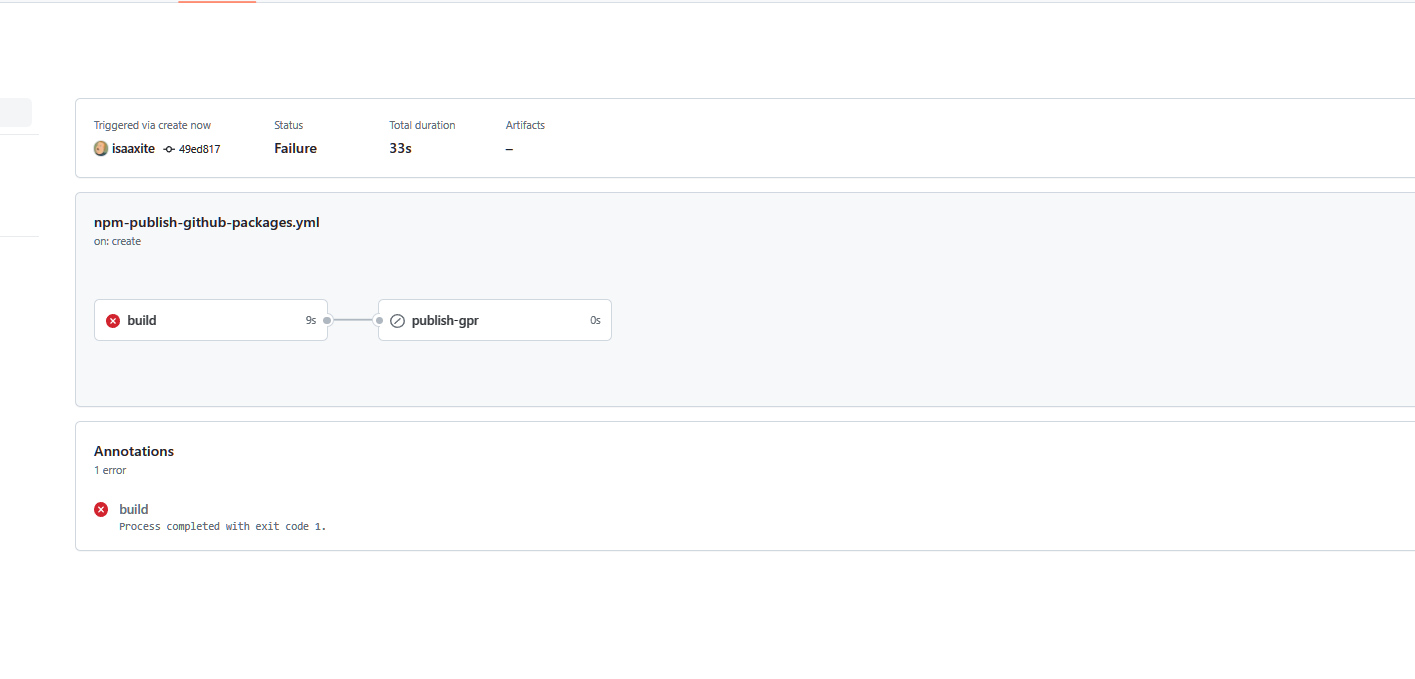 Triggered via create now Status Total duration Artifacts
isaaxite 49ed817 Failure 33s –
npm-publish-github-packages.yml
on: create
build 9s publish-gpr 0s
Annotations
1 error
build
Process completed with exit code 1.